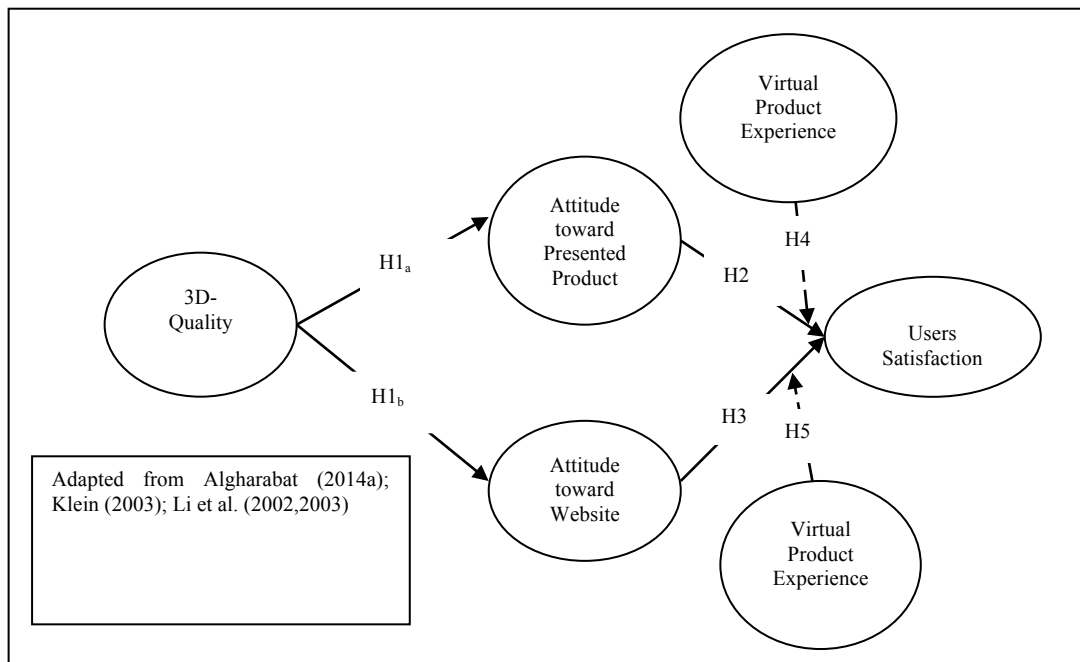 Virtual
Product
Experience
Attitude
toward
Presented
Product
H4
H1a
H2
3D-
Quality
Users
Satisfaction
H1b
H3
H5
Attitude
toward
Website
Adapted from Algharabat (2014a);
Klein (2003); Li et al. (2002,2003)
Virtual
Product
Experience